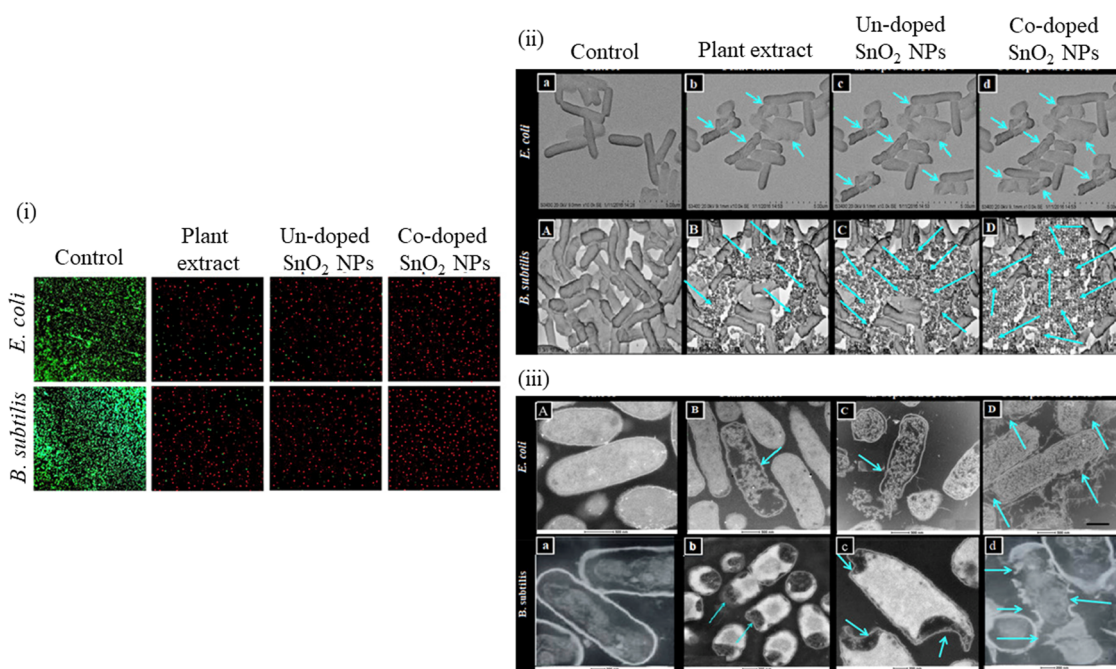 (i)
Control
Plant
extract
Un-doped
SnO₂ NPs
Co-doped
SnO₂ NPs
E. coli
B. subtilis
(ii)
Control
Plant extract
Un-doped
SnO₂ NPs
Co-doped
SnO₂ NPs
E. coli
a
b
c
d
B. subtilis
A
B
C
D
(iii)
E. coli
A
B
C
D
B. subtilis
a
b
c
d